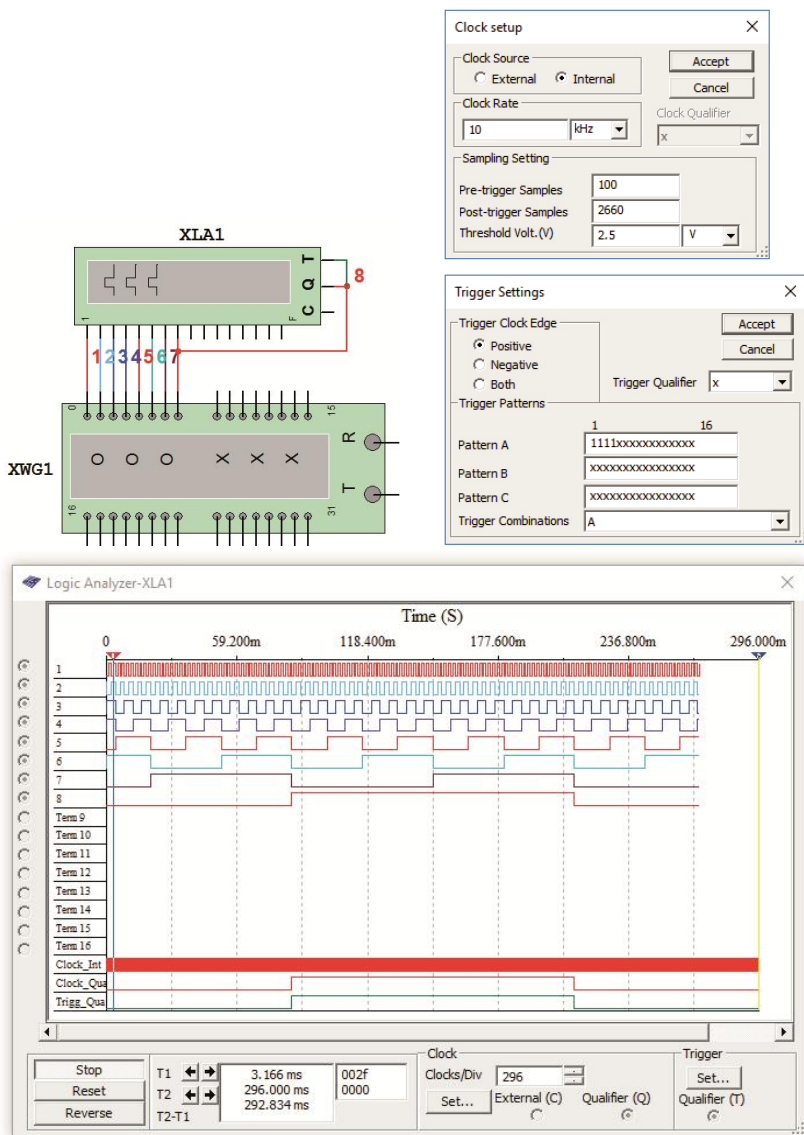 Clock setup
Clock Source
External Internal
Accept
Cancel
Clock Rate
10 kHz
Clock Qualifier
x
Sampling Setting
Pre-trigger Samples 100
Post-trigger Samples 2660
Threshold Volt.(V) 2.5 V
XLA1
T
Q
C
1 F
8
1 2 3 4 5 6 7
0 15
R
XWG1
O O O X X X
T
16 31
Trigger Settings
Trigger Clock Edge
Positive
Negative
Both
Accept
Cancel
Trigger Qualifier x
Trigger Patterns
1 16
Pattern A 1111xxxxxxxxxxxx
Pattern B xxxxxxxxxxxxxxxx
Pattern C xxxxxxxxxxxxxxxx
Trigger Combinations A
Logic Analyzer-XLA1
Time (S)
0 59.200m 118.400m 177.600m 236.800m 296.000m
1
2
3
4
5
6
7
8
Term 9
Term 10
Term 11
Term 12
Term 13
Term 14
Term 15
Term 16
Clock_Int
Clock_Qua
Trigg_Qua
Stop
Reset
Reverse
T1 3.166 ms 002f
T2 296.000 ms 0000
T2-T1 292.834 ms
Clock
Clocks/Div 296
Set... External (C) Qualifier (Q)
Trigger
Set...
Qualifier (T)